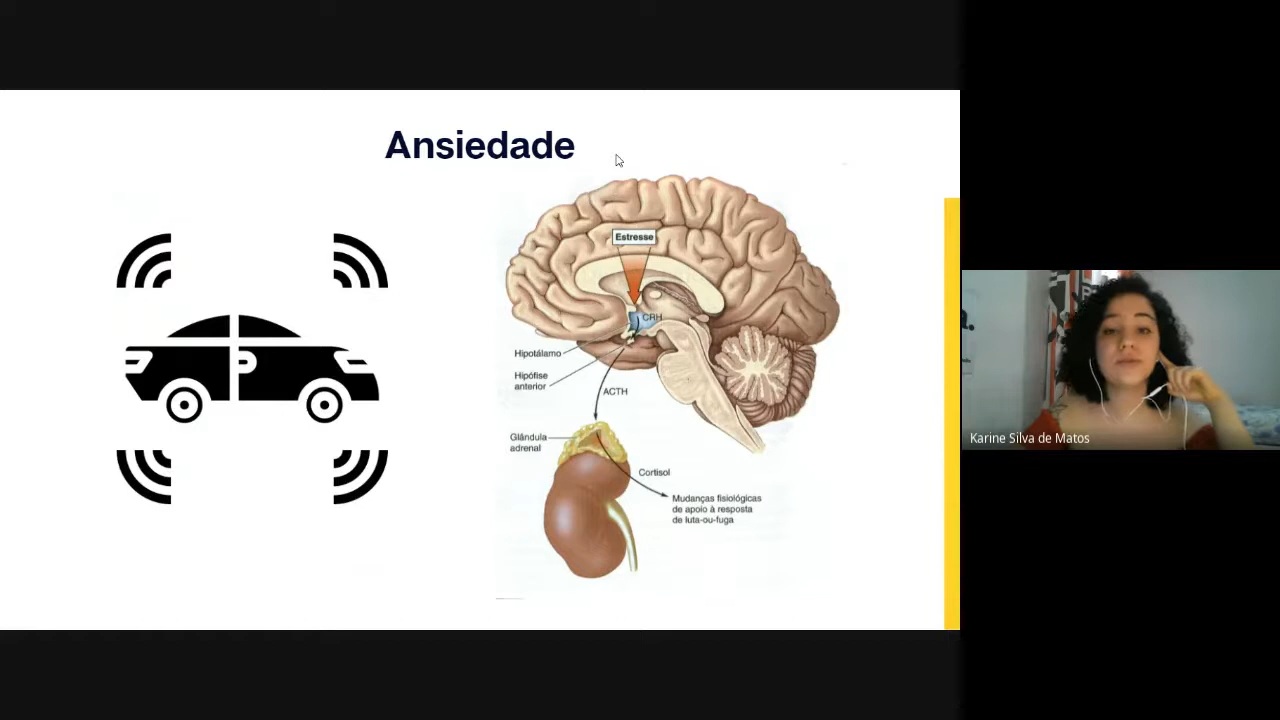 Ansiedade
Estresse
CRH
Hipotálamo
Hipófise
anterior
ACTH
Glândula
adrenal
Cortisol
Mudanças fisiológicas
de apoio à resposta
de luta-ou-fuga
Karine Silva de Matos